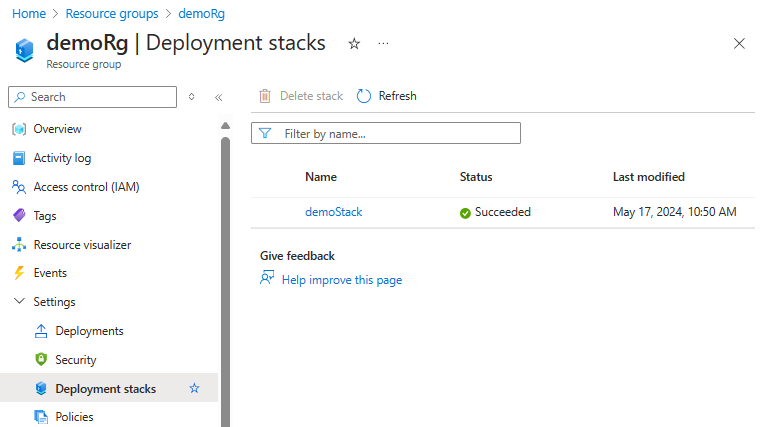 Home > Resource groups > demoRg
demoRg | Deployment stacks
Resource group
Search
Overview
Activity log
Access control (IAM)
Tags
Resource visualizer
Events
Settings
Deployments
Security
Deployment stacks
Policies
Delete stack Refresh
Filter by name...
Name Status Last modified
demoStack Succeeded May 17, 2024, 10:50 AM
Give feedback
Help improve this page